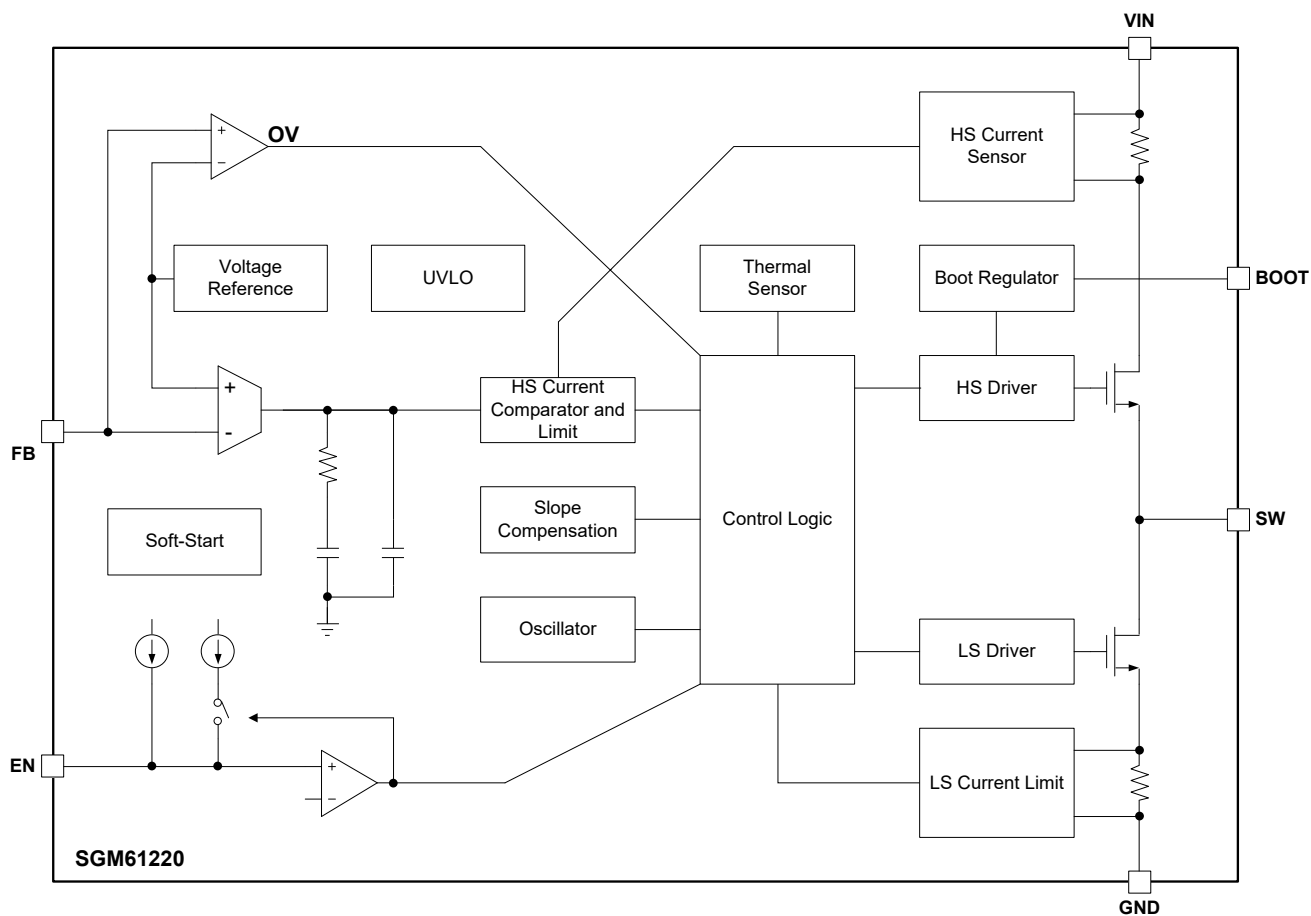 VIN
OV
+
−
HS Current
Sensor
Voltage
Reference
UVLO
Thermal
Sensor
Boot Regulator
BOOT
+
-
HS Current
Comparator and
Limit
HS Driver
FB
Slope
Compensation
Control Logic
SW
Soft-Start
Oscillator
LS Driver
EN
+
−
LS Current Limit
SGM61220
GND